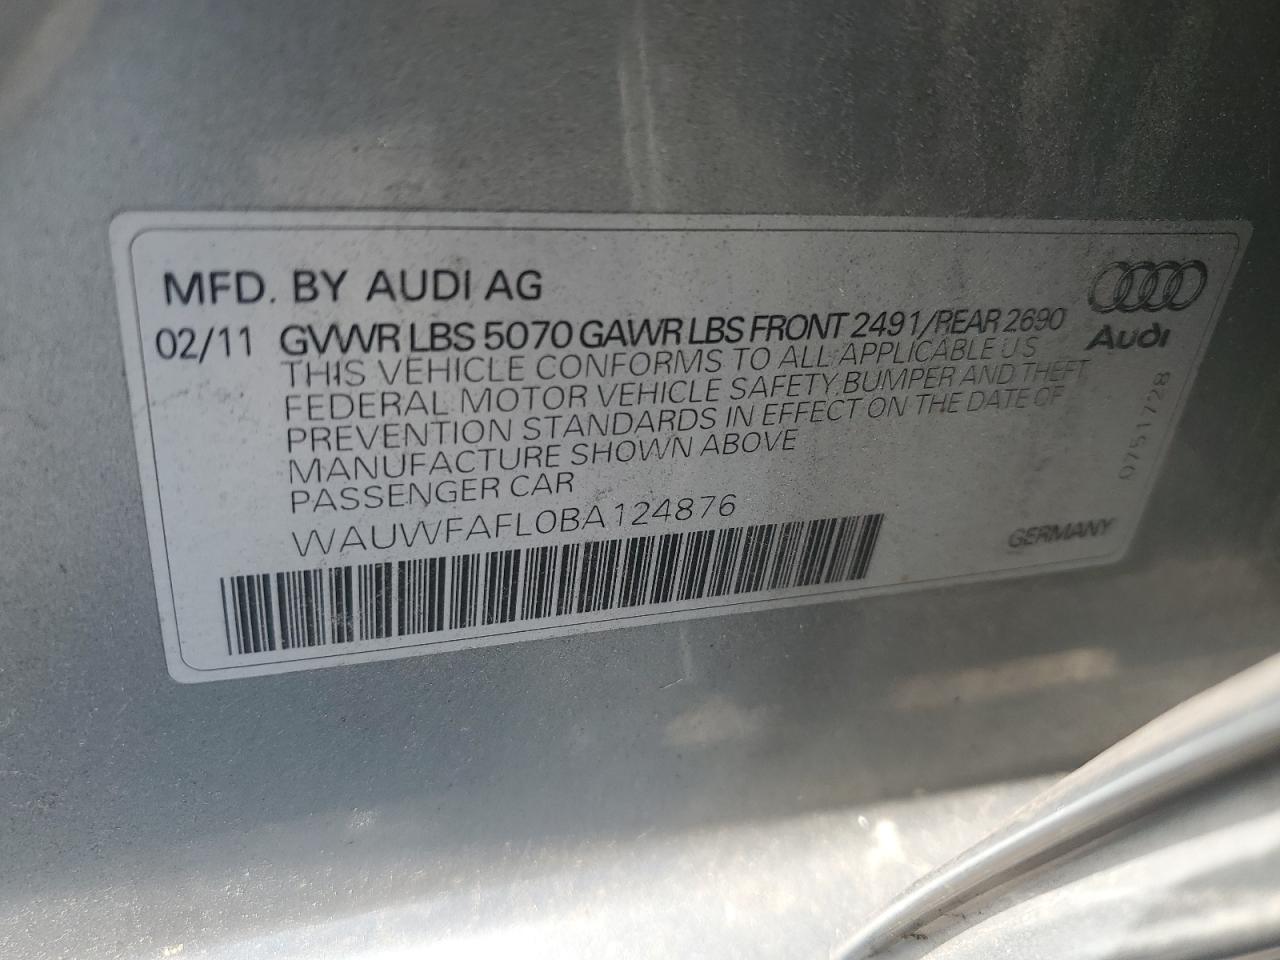 MFD. BY AUDI AG
Audi
02/11 GVWR LBS 5070 GAWR LBS FRONT 2491/REAR 2690
THIS VEHICLE CONFORMS TO ALL APPLICABLE US
FEDERAL MOTOR VEHICLE SAFETY,BUMPER AND THEFT
PREVENTION STANDARDS IN EFFECT ON THE DATE OF
MANUFACTURE SHOWN ABOVE
PASSENGER CAR
WAUWFAFL0BA124876
0751728
GERMANY